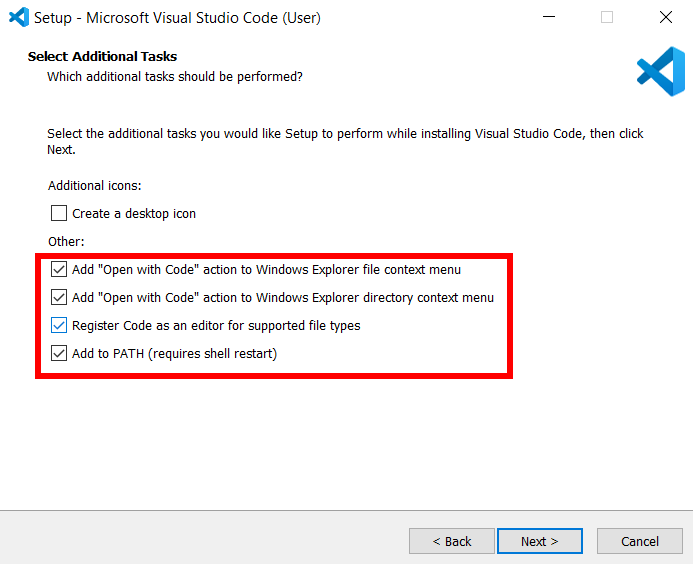 Setup - Microsoft Visual Studio Code (User)
Select Additional Tasks
Which additional tasks should be performed?
Select the additional tasks you would like Setup to perform while installing Visual Studio Code, then click
Next.
Additional icons:
Create a desktop icon
Other:
Add "Open with Code" action to Windows Explorer file context menu
Add "Open with Code" action to Windows Explorer directory context menu
Register Code as an editor for supported file types
Add to PATH (requires shell restart)
< Back
Next >
Cancel